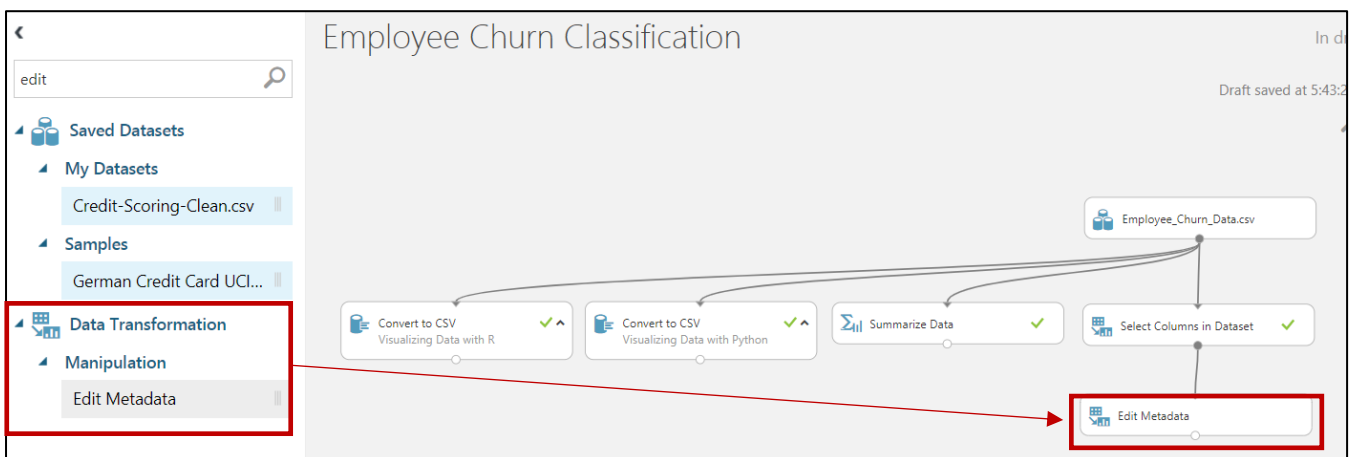 Employee Churn Classification
In dr
edit
Draft saved at 5:43:2
Saved Datasets
My Datasets
Credit-Scoring-Clean.csv
Samples
German Credit Card UCI...
Data Transformation
Manipulation
Edit Metadata
Employee_Churn_Data.csv
Convert to CSV
Visualizing Data with R
Convert to CSV
Visualizing Data with Python
Summarize Data
Select Columns in Dataset
Edit Metadata